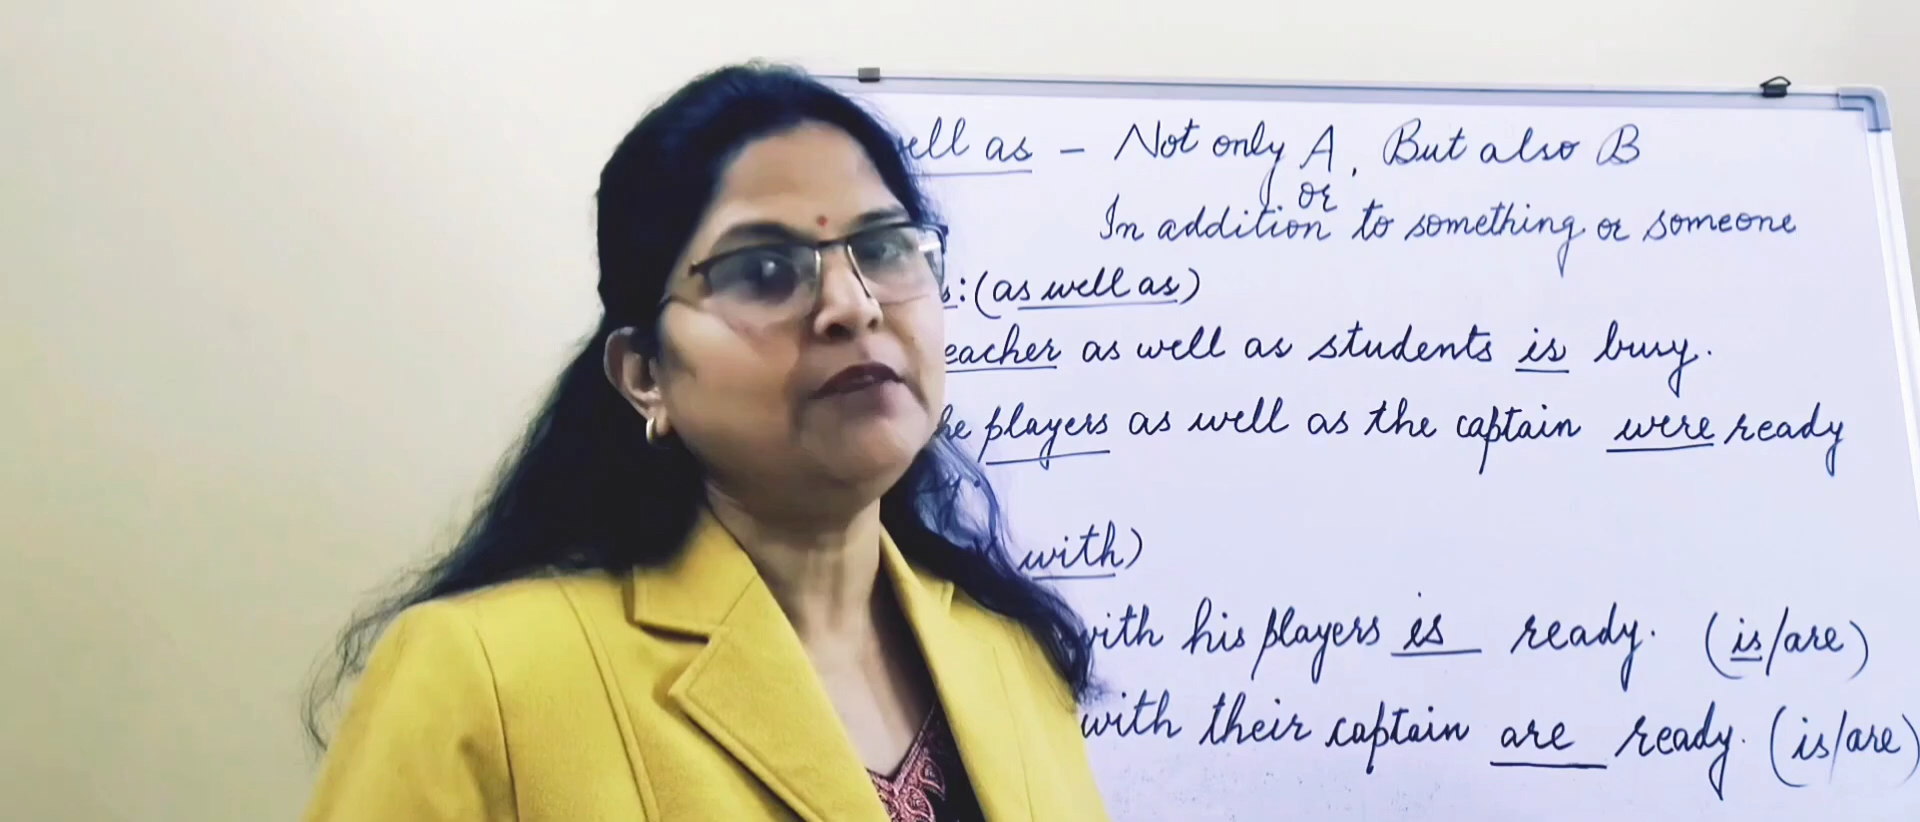 ell as - Not only A, But also B
or
In addition to something or someone
s: (as well as)
eacher as well as students is busy.
he players as well as the captain were ready
with)
with his players is ready. (is/are)
with their captain are ready. (is/are)